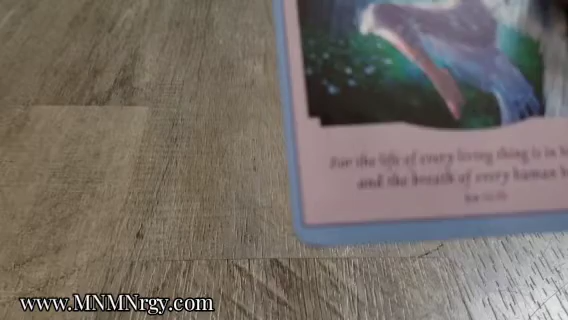 For the life of every living thing is in h
and the breath of every human b
www.MNMNrgy.com